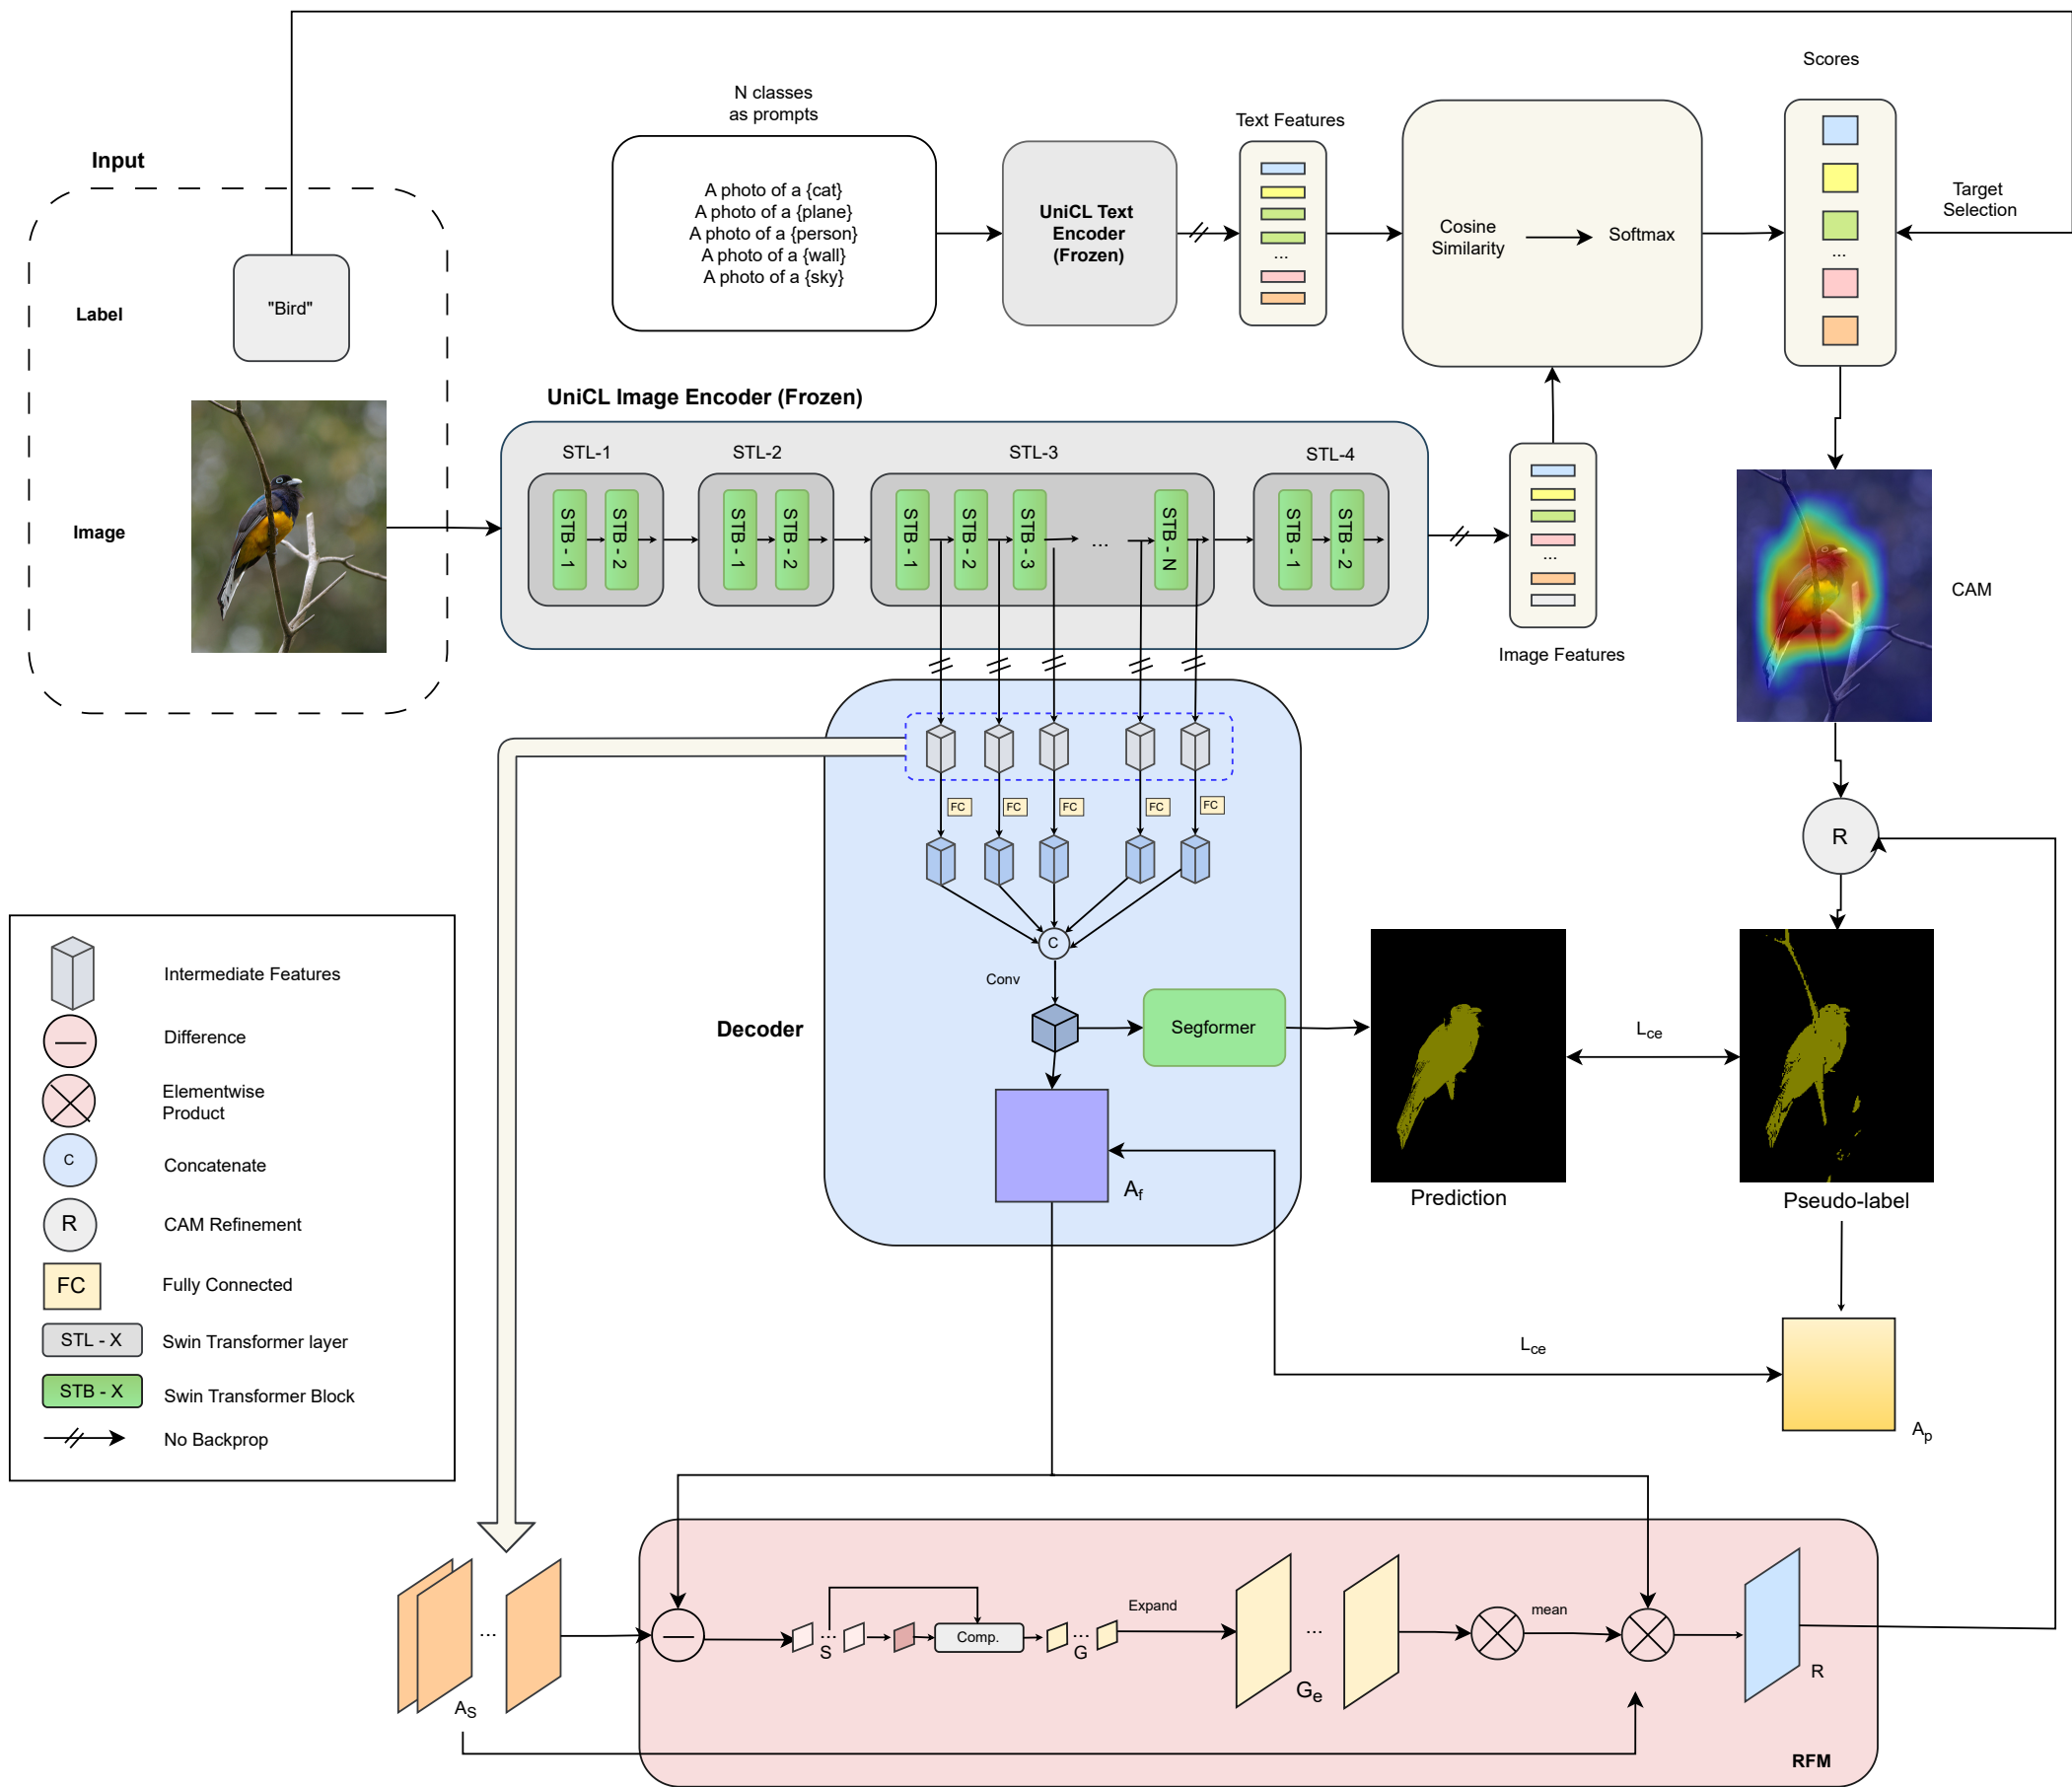 Input
Label
"Bird"
Image
N classes
as prompts
A photo of a {cat}
A photo of a {plane}
A photo of a {person}
A photo of a {wall}
A photo of a {sky}
UniCL Text
Encoder
(Frozen)
Text Features
...
Cosine
Similarity
Softmax
Scores
...
Target
Selection
UniCL Image Encoder (Frozen)
STL-1
STB - 1
STB - 2
STL-2
STB - 1
STB - 2
STL-3
STB - 1
STB - 2
STB - 3
...
STB - N
STL-4
STB - 1
STB - 2
...
Image Features
CAM
R
FC
FC
FC
FC
FC
C
Conv
Decoder
Segformer
Af
Prediction
Lce
Pseudo-label
Lce
Ap
Intermediate Features
Difference
Elementwise
Product
C
Concatenate
R
CAM Refinement
FC
Fully Connected
STL - X
Swin Transformer layer
STB - X
Swin Transformer Block
No Backprop
...
AS
...
S
Comp.
...
G
Expand
...
Ge
mean
R
RFM